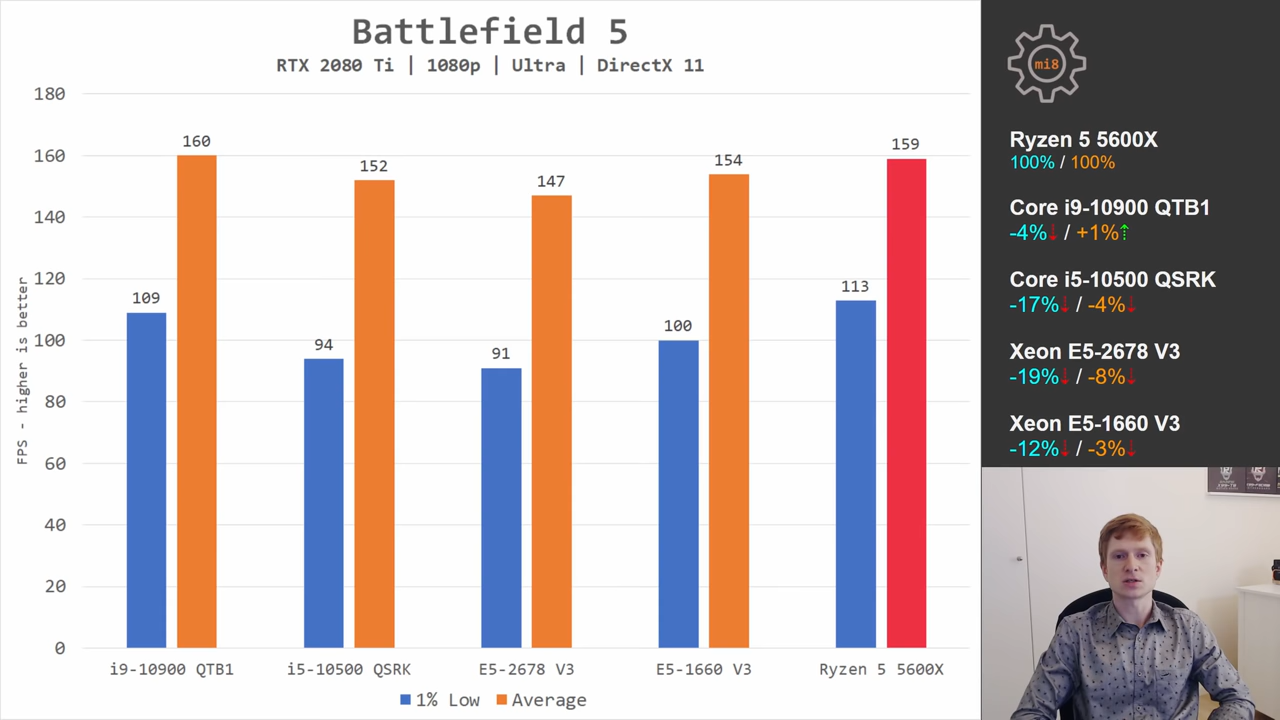 Battlefield 5
RTX 2080 Ti | 1080p | Ultra | DirectX 11
FPS - higher is better
180
160
140
120
100
80
60
40
20
0
109
160
94
152
91
147
100
154
113
159
i9-10900 QTB1
i5-10500 QSRK
E5-2678 V3
E5-1660 V3
Ryzen 5 5600X
1% Low
Average
mi8
Ryzen 5 5600X
100% / 100%
Core i9-10900 QTB1
-4%↓ / +1%⇡
Core i5-10500 QSRK
-17%↓ / -4%↓
Xeon E5-2678 V3
-19%↓ / -8%↓
Xeon E5-1660 V3
-12%↓ / -3%↓